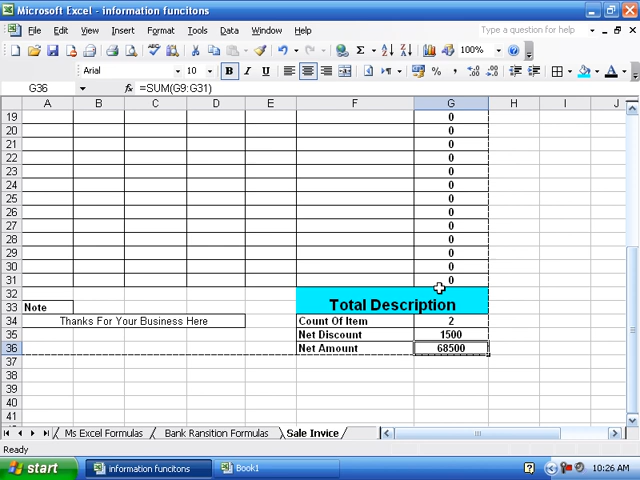 Microsoft Excel - information funcitons
File Edit View Insert Format Tools Data Window Help Type a question for help
100%
Arial 10 B I U
G36 fx =SUM(G9:G31)
A B C D E F G H I J
19 0
20 0
21 0
22 0
23 0
24 0
25 0
26 0
27 0
28 0
29 0
30 0
31 0
32
33 Note Total Description
34 Thanks For Your Business Here Count Of Item 2
35 Net Discount 1500
36 Net Amount 68500
37
38
39
40
41
Ms Excel Formulas Bank Ransition Formulas Sale Invice
Ready
start information funcitons Book1 10:26 AM